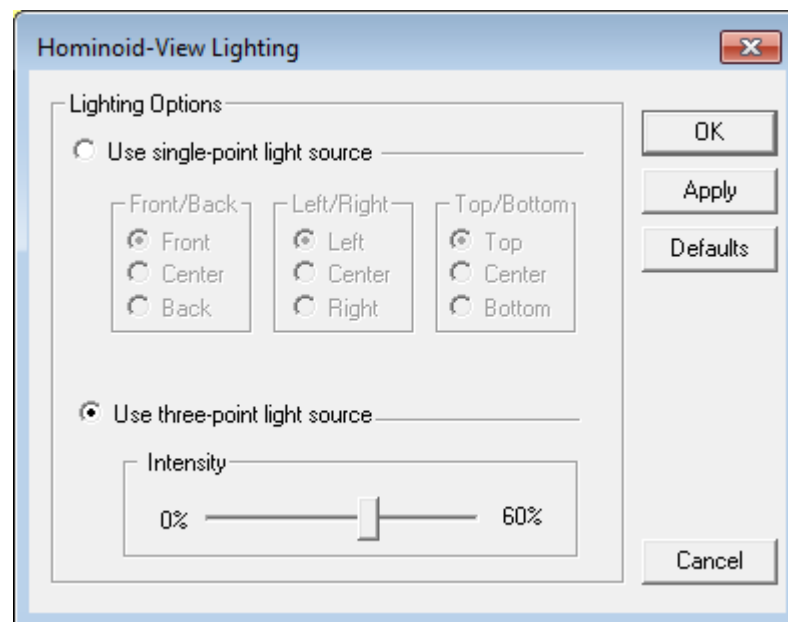 Hominoid-View Lighting
Lighting Options
Use single-point light source
Front/Back
Front
Center
Back
Left/Right
Left
Center
Right
Top/Bottom
Top
Center
Bottom
Use three-point light source
Intensity
0%
60%
OK
Apply
Defaults
Cancel